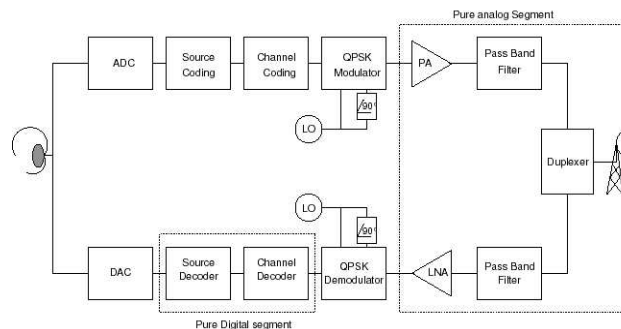 Pure analog Segment
ADC
Source
Coding
Channel
Coding
QPSK
Modulator
PA
Pass Band
Filter
/90°
LO
Duplexer
LO
/90°
DAC
Source
Decoder
Channel
Decoder
QPSK
Demodulator
LNA
Pass Band
Filter
Pure Digital segment